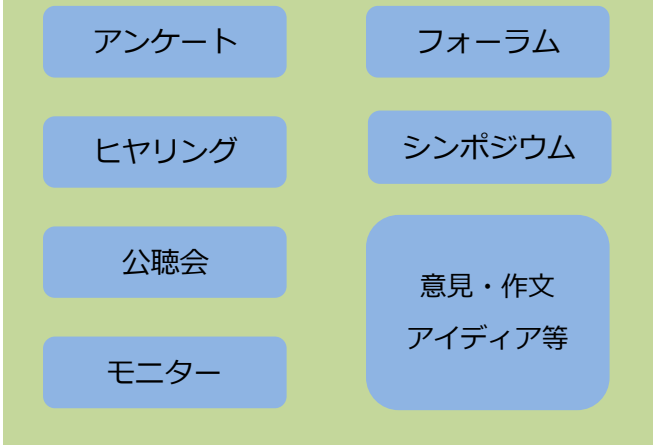 アンケート
ヒヤリング
公聴会
モニター
フォーラム
シンポジウム
意見・作文
アイディア等